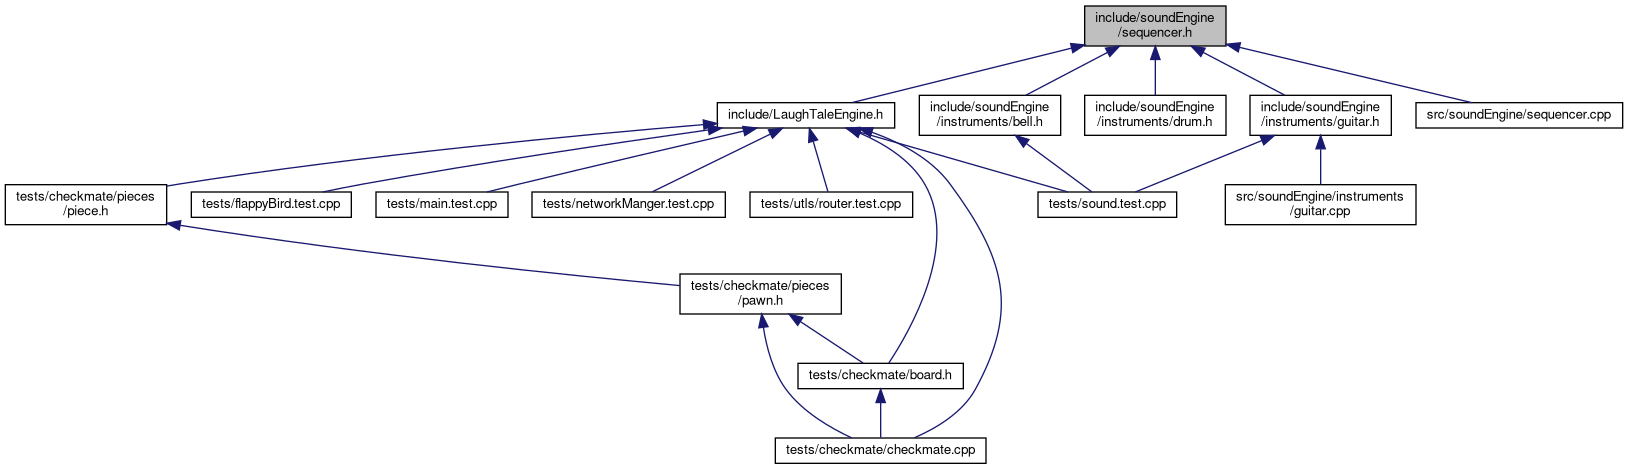 include/soundEngine
/sequencer.h
include/LaughTaleEngine.h
include/soundEngine
/instruments/bell.h
include/soundEngine
/instruments/drum.h
include/soundEngine
/instruments/guitar.h
src/soundEngine/sequencer.cpp
tests/checkmate/pieces
/piece.h
tests/flappyBird.test.cpp
tests/main.test.cpp
tests/networkManger.test.cpp
tests/utls/router.test.cpp
tests/sound.test.cpp
src/soundEngine/instruments
/guitar.cpp
tests/checkmate/pieces
/pawn.h
tests/checkmate/board.h
tests/checkmate/checkmate.cpp